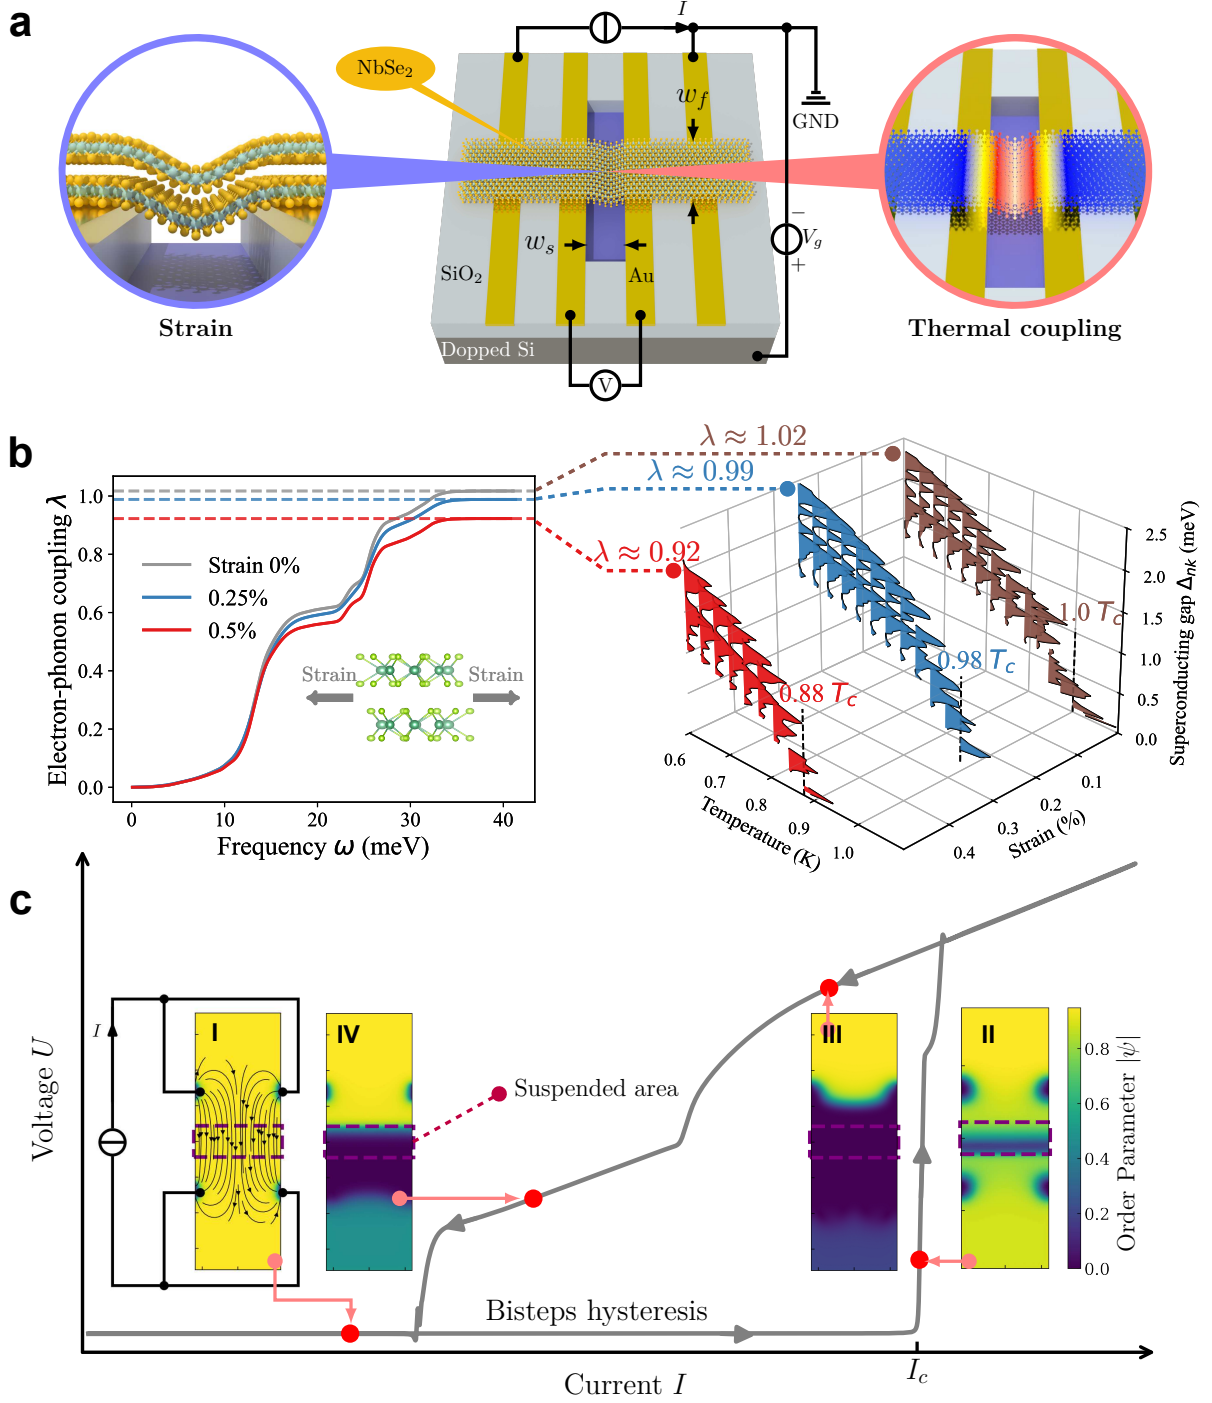 a
I
NbSe2
wf
GND
−
Vg
+
ws
SiO2
Au
Dopped Si
V
Strain
Thermal coupling
b
λ ≈ 1.02
λ ≈ 0.99
λ ≈ 0.92
Electron-phonon coupling λ
1.0
0.8
0.6
0.4
0.2
0.0
Strain 0%
0.25%
0.5%
Strain
Strain
0
10
20
30
40
Frequency ω (meV)
1.0 Tc
0.98 Tc
0.88 Tc
2.5
2.0
1.5
1.0
0.5
0.0
Superconducting gap Δnk (meV)
0.6
0.7
0.8
0.9
1.0
Temperature (K)
0.1
0.2
0.3
0.4
Strain (%)
c
Voltage U
I
I
IV
Suspended area
III
II
0.8
0.6
0.4
0.2
0.0
Order Parameter |ψ|
Bisteps hysteresis
Ic
Current I